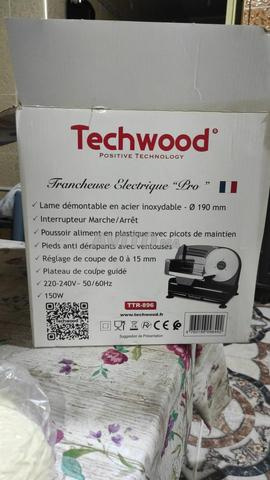 Techwood®
POSITIVE TECHNOLOGY
Trancheuse Electrique "Pro"
✓ Lame démontable en acier inoxydable - Ø 190 mm
✓ Interrupteur Marche/Arrêt
✓ Poussoir aliment en plastique avec picots de maintien
✓ Pieds anti dérapants avec ventouses
✓ Réglage de coupe de 0 à 15 mm
✓ Plateau de coupe guidé
✓ 220-240V~ 50/60Hz
✓ 150W
TTR-896
Techwood
www.techwood.fr
Suggestion de Présentation